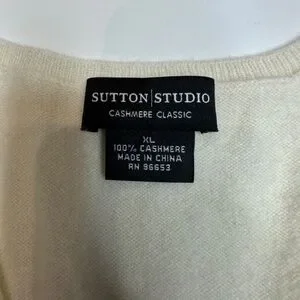 SUTTON|STUDIO
CASHMERE CLASSIC
XL
100% CASHMERE
MADE IN CHINA
RN 96653